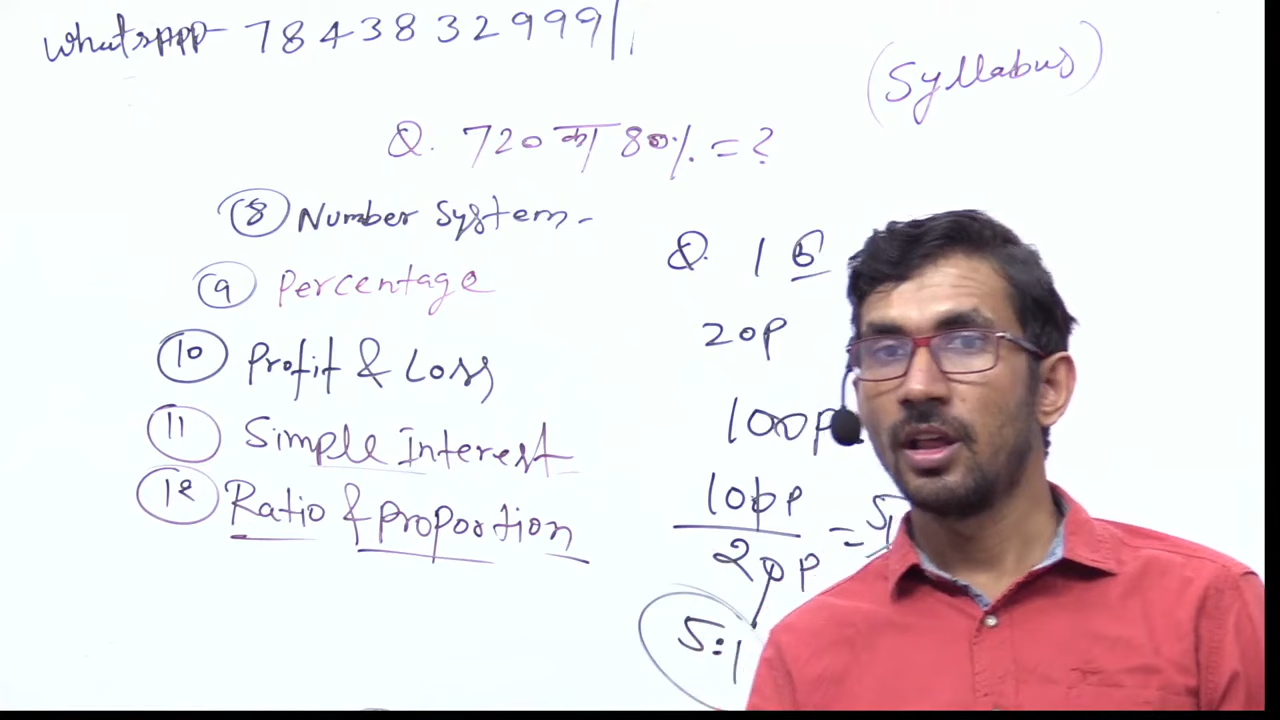 Whatsapp- 7843832999
(Syllabus)
Q. 720 का 80% = ?
8 Number System -
9 Percentage
10 Profit & Loss
11 Simple Interest
12 Ratio & Proportion
Q. 1 ₹
20P
100P
100P
20P
=
5:1